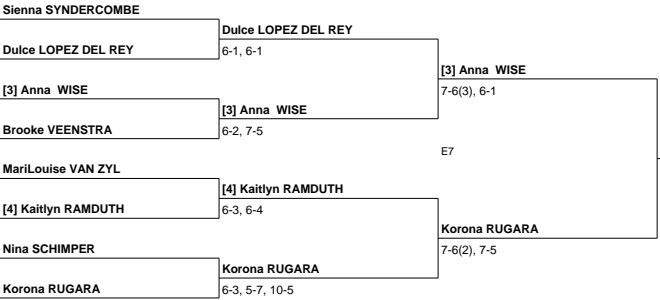 Sienna SYNDERCOMBE
Dulce LOPEZ DEL REY
Dulce LOPEZ DEL REY
6-1, 6-1
[3] Anna WISE
7-6(3), 6-1
[3] Anna WISE
[3] Anna WISE
Brooke VEENSTRA
6-2, 7-5
E7
MariLouise VAN ZYL
[4] Kaitlyn RAMDUTH
[4] Kaitlyn RAMDUTH
6-3, 6-4
Korona RUGARA
7-6(2), 7-5
Nina SCHIMPER
Korona RUGARA
Korona RUGARA
6-3, 5-7, 10-5